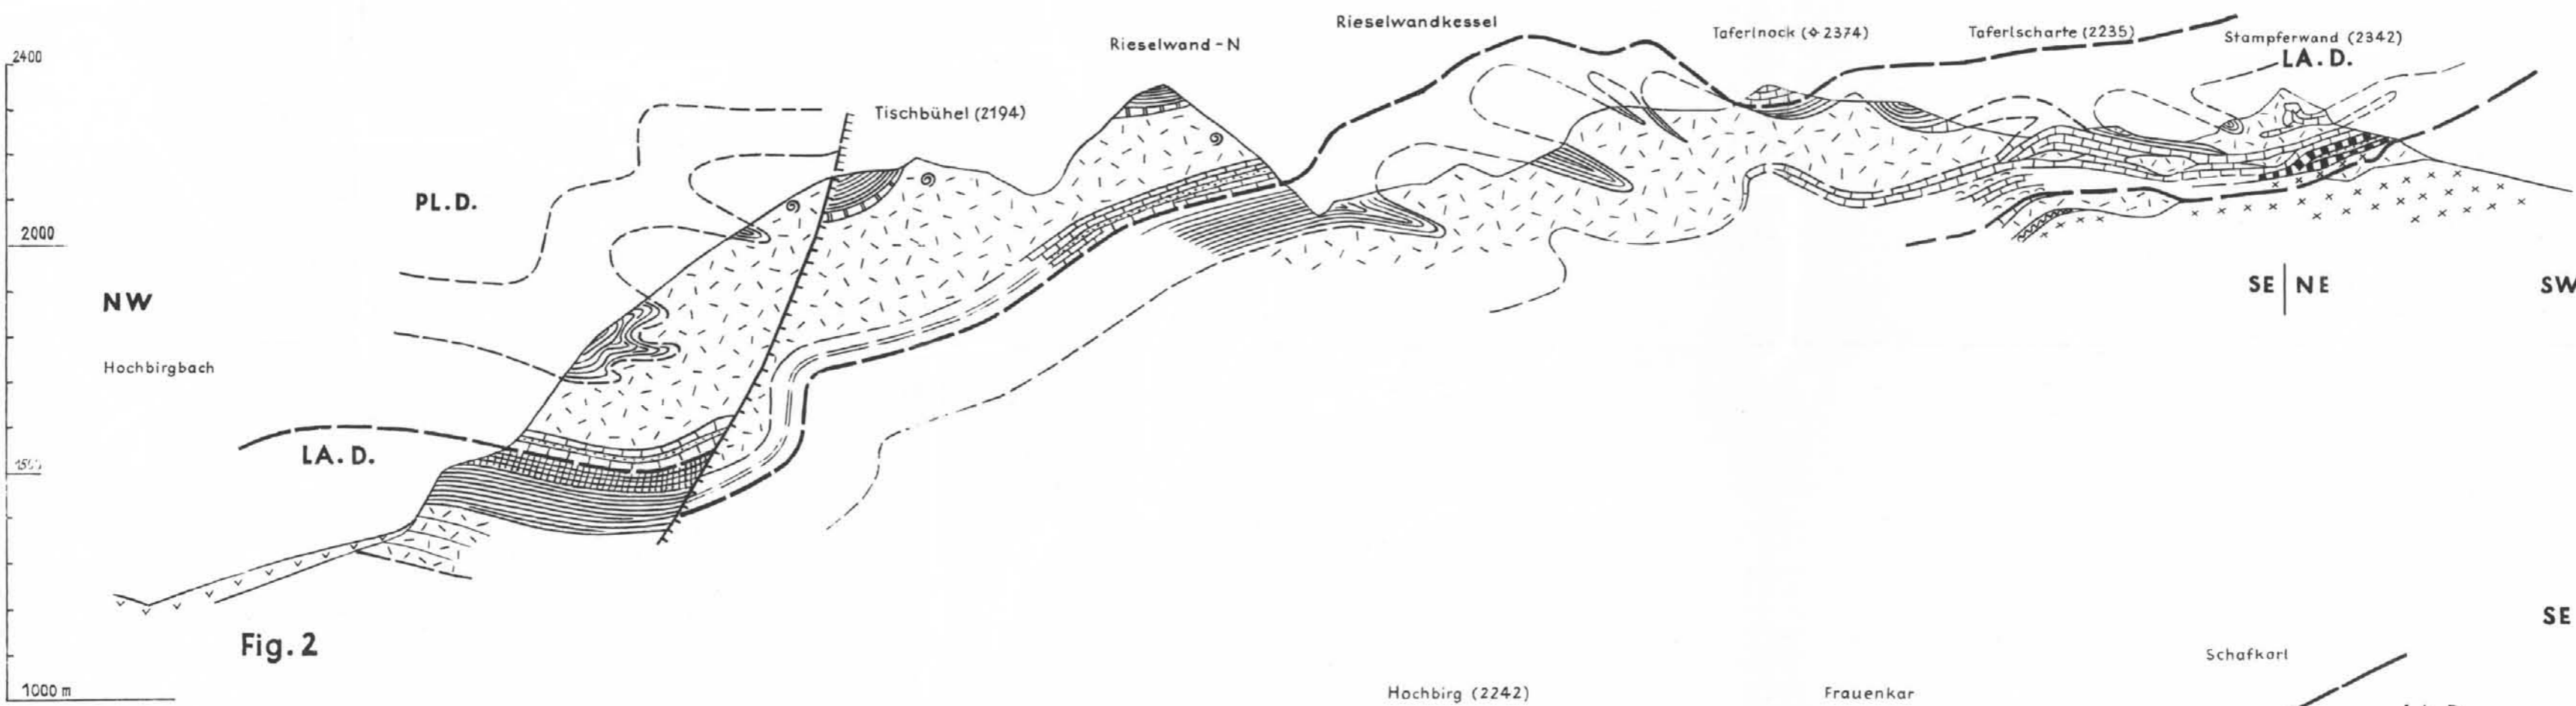 Rieselwandkessel
Taferlnock (⌖ 2374)
Taferlscharte (2235)
Stampferwand (2342)
Rieselwand - N
2400
LA. D.
Tischbühel (2194)
PL. D.
2000
NW
SE | NE
SW
Hochbirgbach
LA. D.
1500
Fig. 2
SE
Schafkarl
1000 m
Hochbirg (2242)
Frauenkar